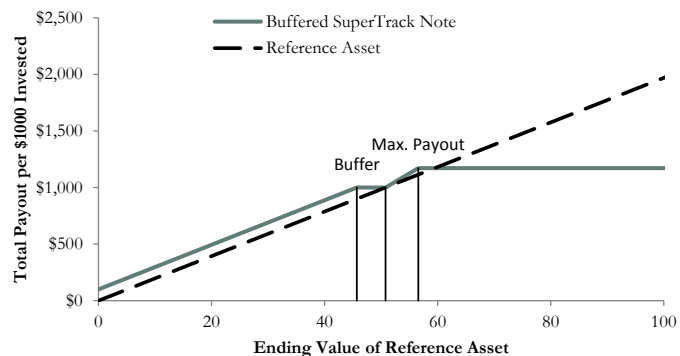 Buffered SuperTrack Note
Reference Asset
Total Payout per $1000 Invested
$2,500
$2,000
$1,500
$1,000
$500
$0
Max. Payout
Buffer
0 20 40 60 80 100
Ending Value of Reference Asset